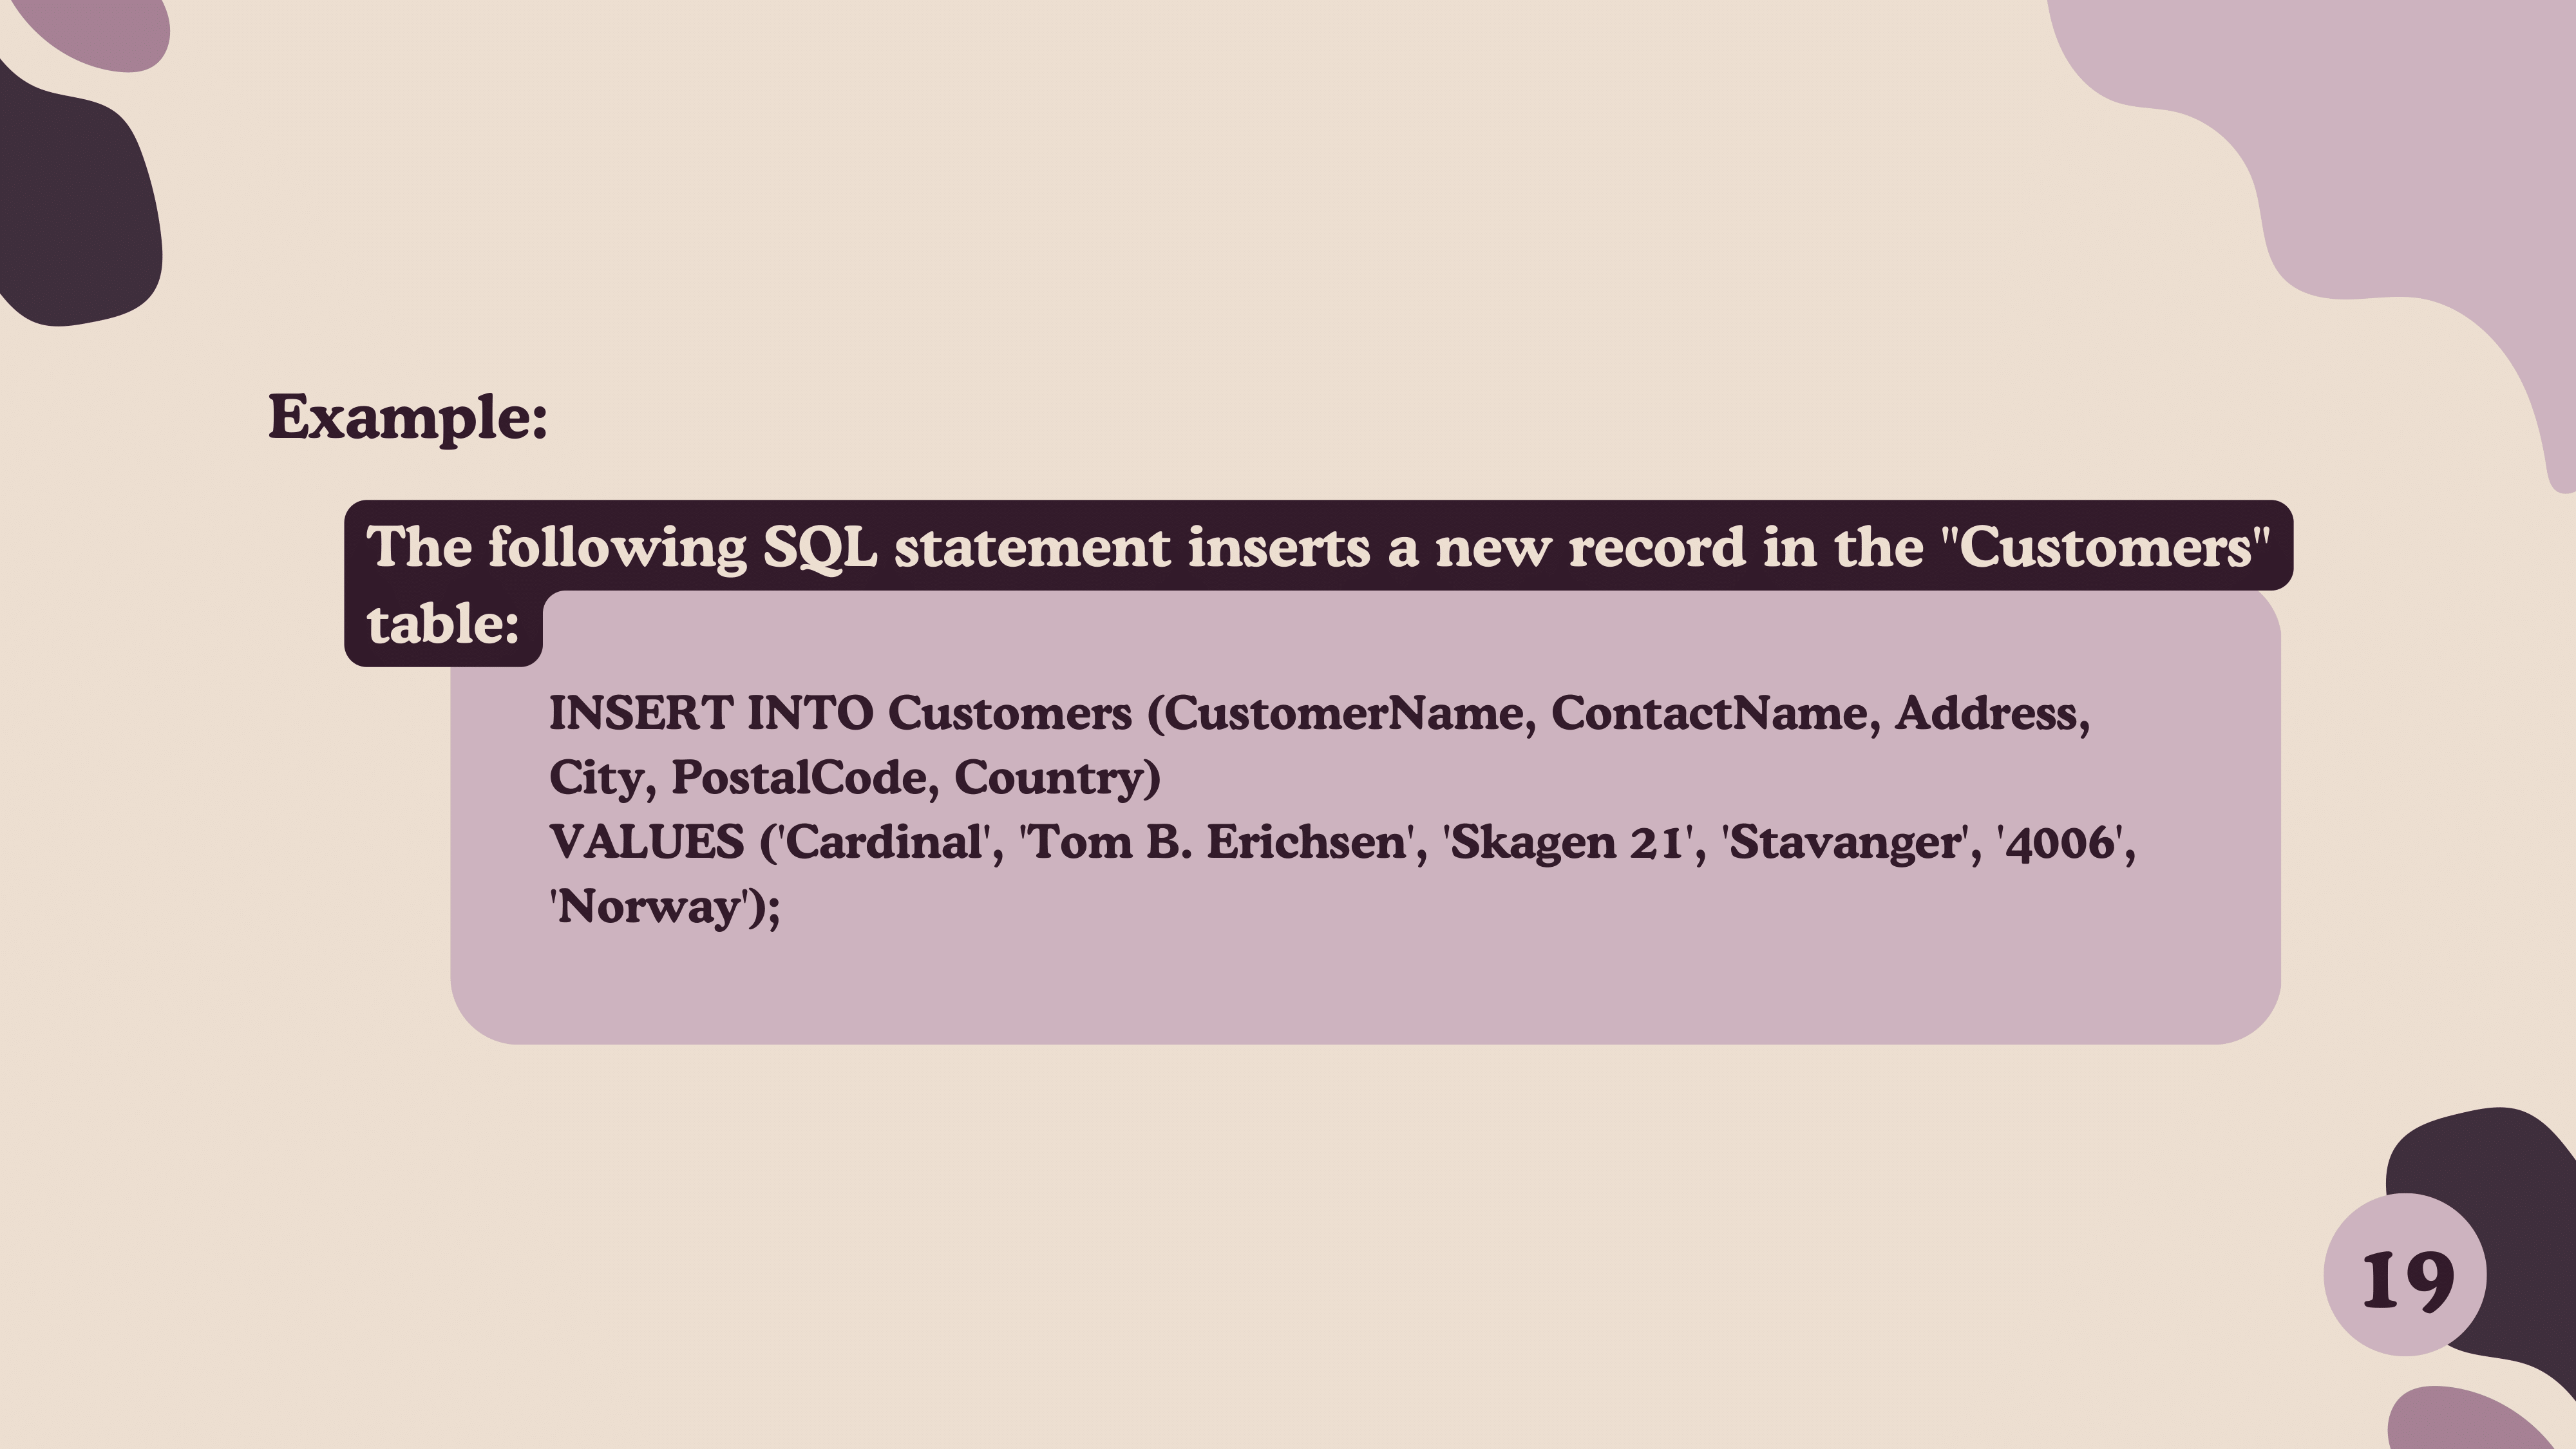 Example:
The following SQL statement inserts a new record in the "Customers"
table:
INSERT INTO Customers (CustomerName, ContactName, Address,
City, PostalCode, Country)
VALUES ('Cardinal', 'Tom B. Erichsen', 'Skagen 21', 'Stavanger', '4006',
'Norway');
19